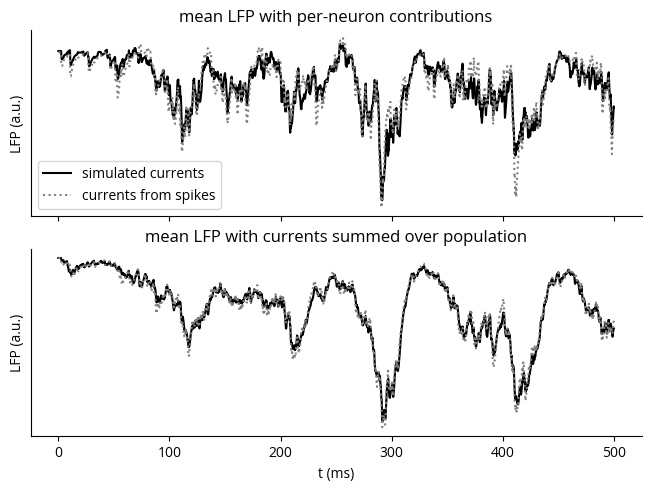 mean LFP with per-neuron contributions
LFP (a.u.)
simulated currents
currents from spikes
mean LFP with currents summed over population
LFP (a.u.)
0 100 200 300 400 500
t (ms)